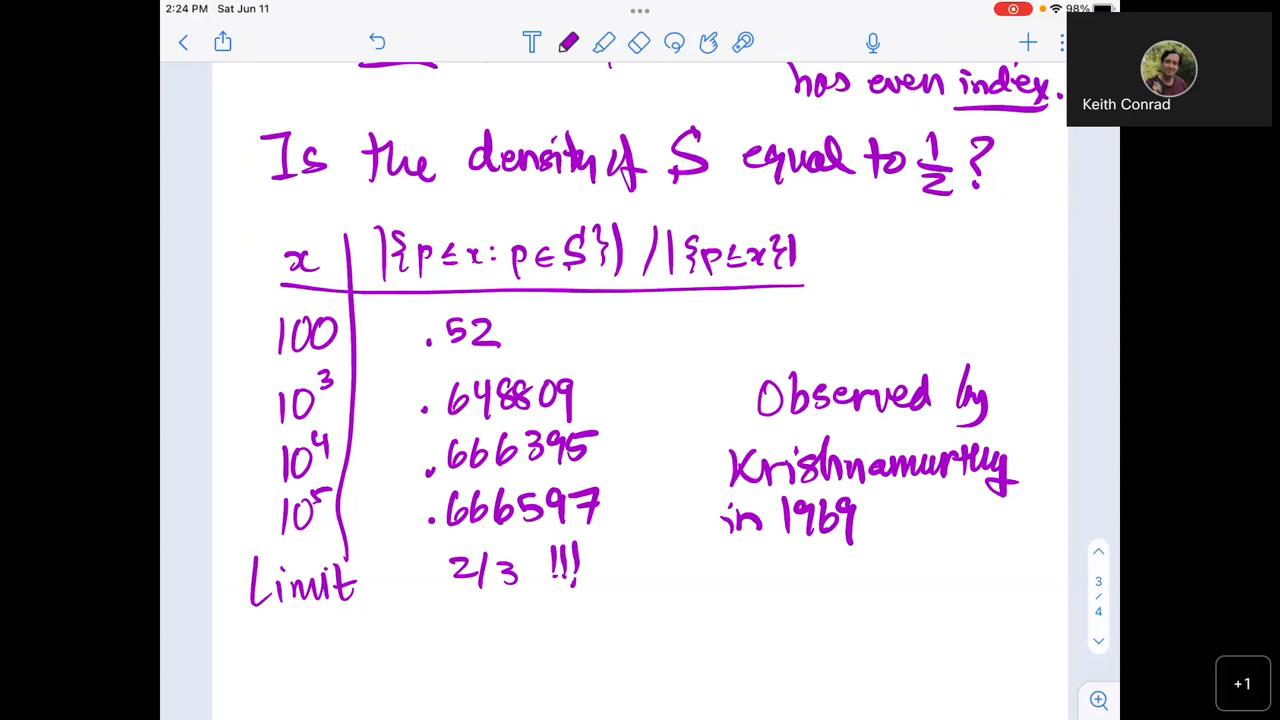 2:24 PM Sat Jun 11
98%
Keith Conrad
has even index.
Is the density of S equal to 1/2?
x |{p ≤ x: p ∈ S}| / |{p ≤ x}|
100 .52
10^3 .648809
10^4 .666395
10^5 .666597
Limit 2/3 !!!
Observed by
Krishnamurthy
in 1969
3
/
4
+1